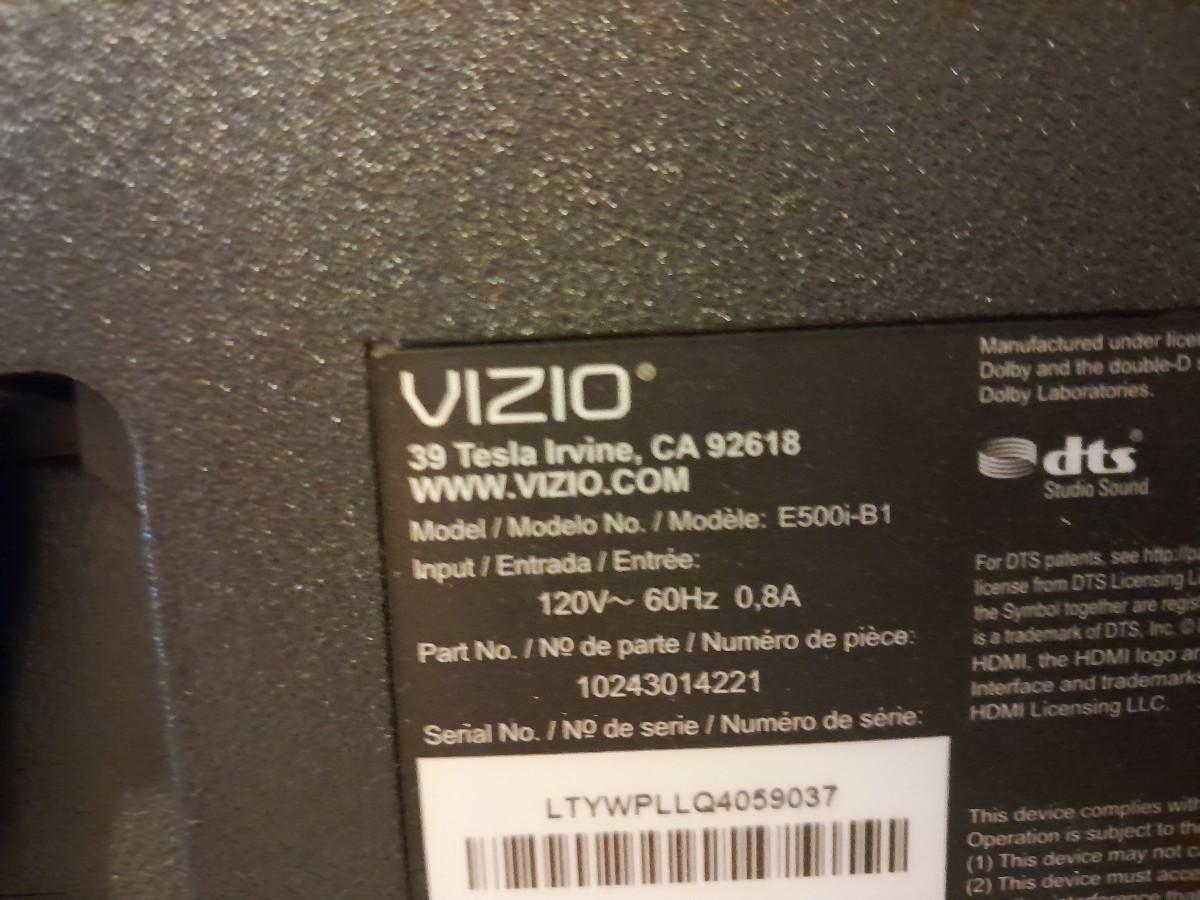 VIZIO®
39 Tesla Irvine, CA 92618
WWW.VIZIO.COM
Model / Modelo No. / Modèle: E500i-B1
Input / Entrada / Entrée:
120V~ 60Hz 0,8A
Part No. / Nº de parte / Numéro de pièce:
10243014221
Serial No. / Nº de serie / Numéro de série:
LTYWPLLQ4059037
Manufactured under
Dolby and the double-D
Dolby Laboratories.
dts®
Studio Sound
For DTS patents, see
license from DTS Licensing
the Symbol together are
is a trademark of DTS, Inc. ©
HDMI, the HDMI logo
Interface and trademarks
HDMI Licensing LLC.
This device complies with
Operation is subject to the
(1) This device may not
(2) This device must